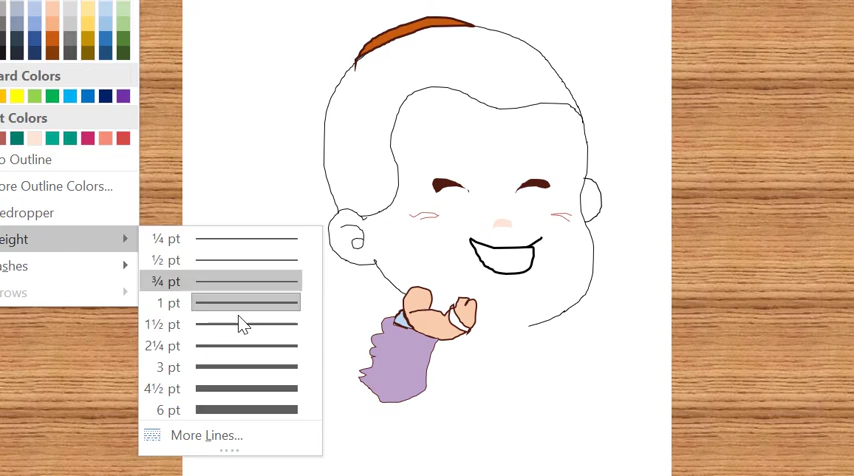 ard Colors
t Colors
o Outline
ore Outline Colors...
edropper
eight
ashes
rows
¼ pt
½ pt
¾ pt
1 pt
1½ pt
2¼ pt
3 pt
4½ pt
6 pt
More Lines...